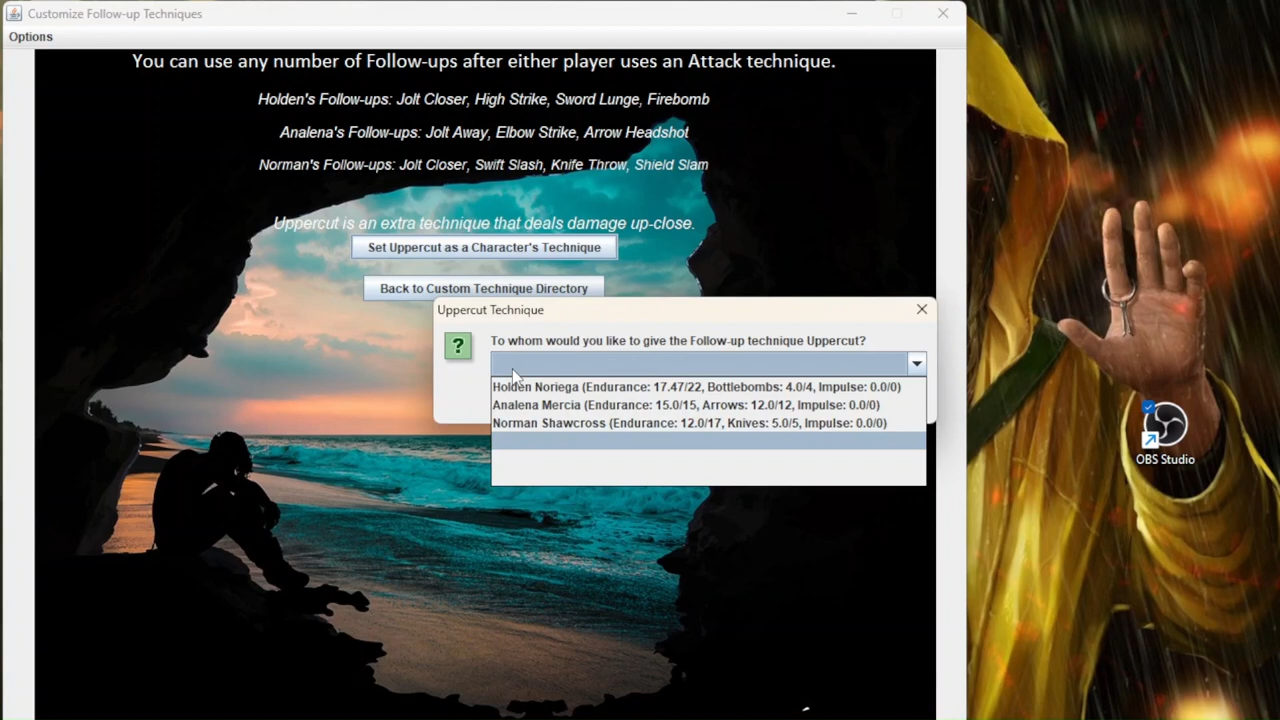 Customize Follow-up Techniques
Options
You can use any number of Follow-ups after either player uses an Attack technique.
Holden's Follow-ups: Jolt Closer, High Strike, Sword Lunge, Firebomb
Analena's Follow-ups: Jolt Away, Elbow Strike, Arrow Headshot
Norman's Follow-ups: Jolt Closer, Swift Slash, Knife Throw, Shield Slam
Uppercut is an extra technique that deals damage up-close.
Set Uppercut as a Character's Technique
Back to Custom Technique Directory
Uppercut Technique
To whom would you like to give the Follow-up technique Uppercut?
Holden Noriega (Endurance: 17.47/22, Bottlebombs: 4.0/4, Impulse: 0.0/0)
Analena Mercia (Endurance: 15.0/15, Arrows: 12.0/12, Impulse: 0.0/0)
Norman Shawcross (Endurance: 12.0/17, Knives: 5.0/5, Impulse: 0.0/0)
OBS Studio